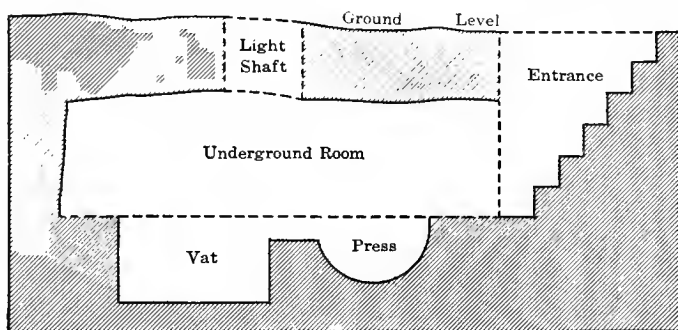 Ground Level
Light
Shaft
Entrance
Underground Room
Vat
Press